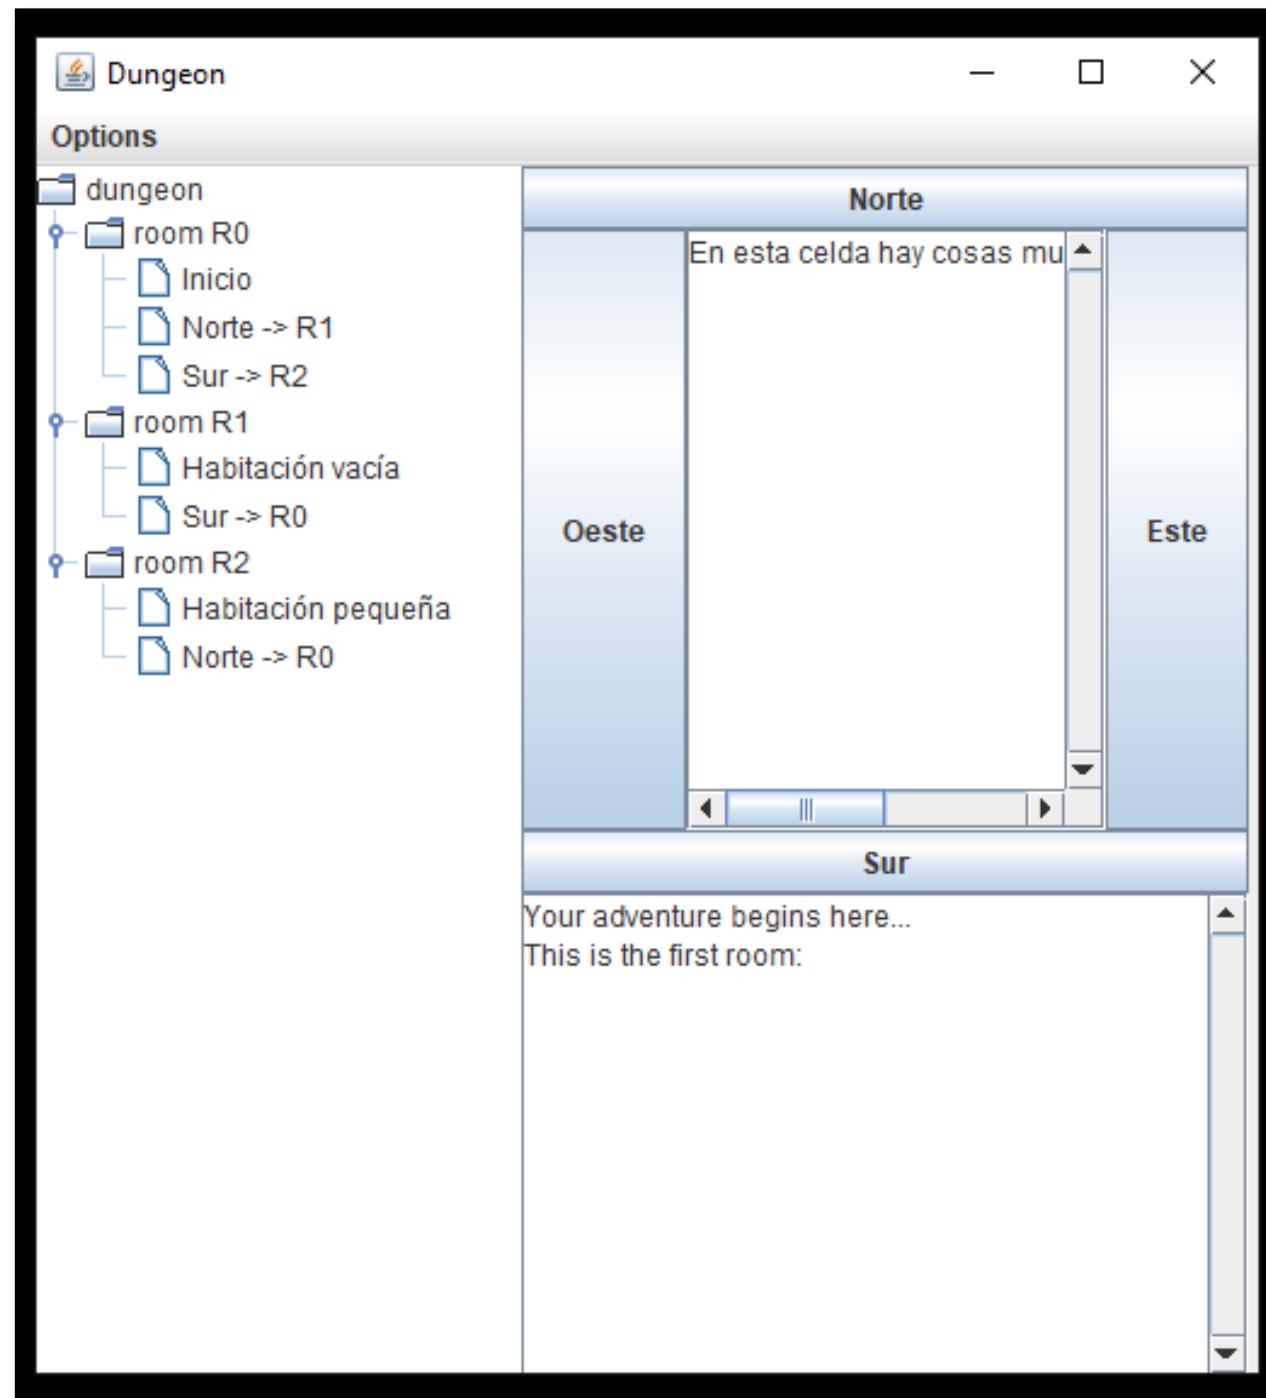 Dungeon
Options
dungeon
room R0
Inicio
Norte -> R1
Sur -> R2
room R1
Habitación vacía
Sur -> R0
room R2
Habitación pequeña
Norte -> R0
Norte
En esta celda hay cosas mu
Oeste
Este
Sur
Your adventure begins here...
This is the first room: